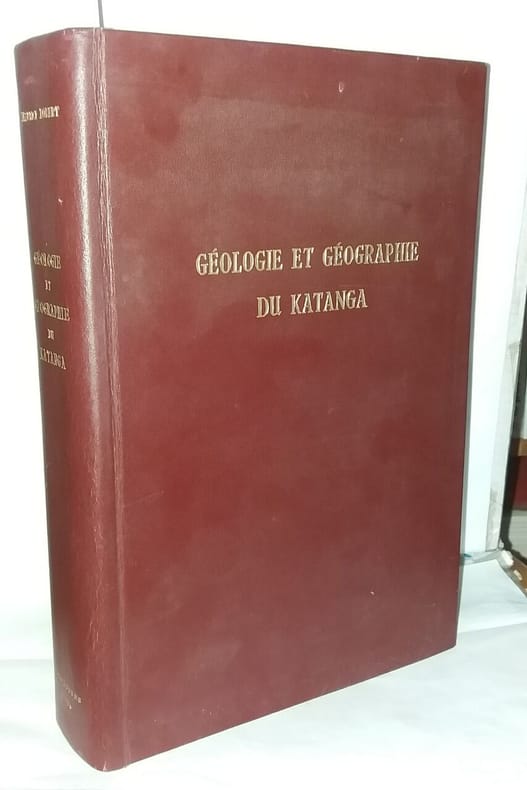 GÉOLOGIE ET GÉOGRAPHIE
DU KATANGA
ROBERT
GÉOLOGIE
ET
GÉOGRAPHIE
DU
KATANGA